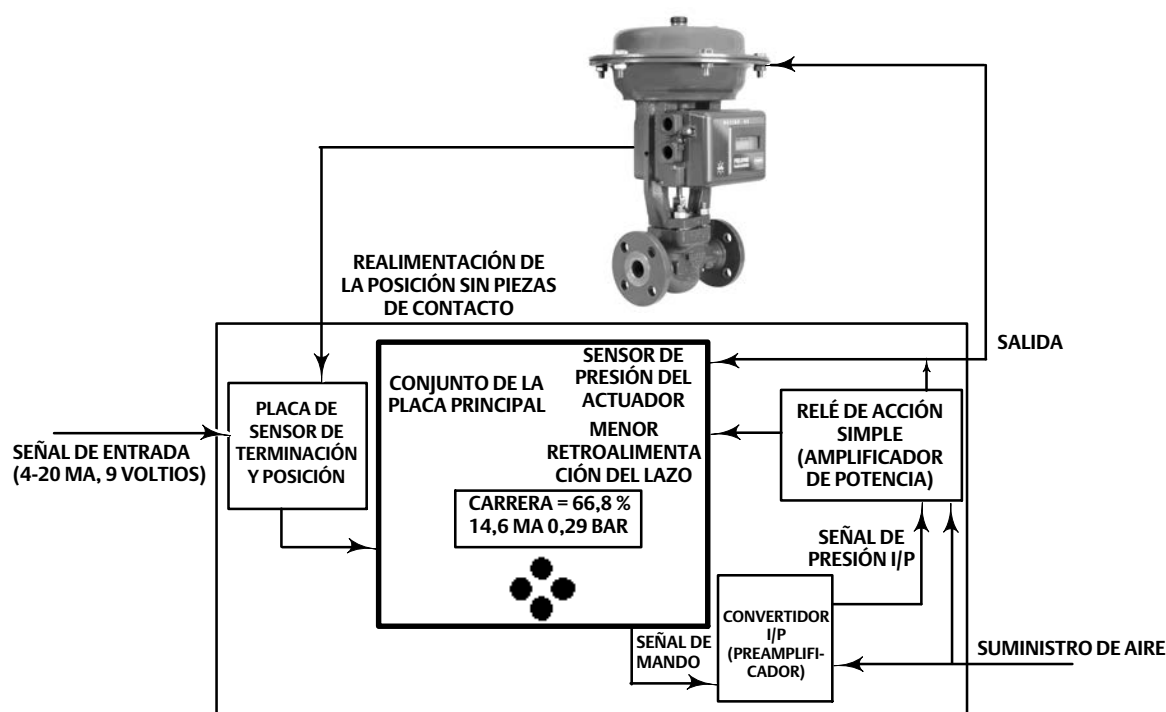 REALIMENTACIÓN DE
LA POSICIÓN SIN PIEZAS
DE CONTACTO
SALIDA
SENSOR DE
PRESIÓN DEL
ACTUADOR
CONJUNTO DE LA
PLACA PRINCIPAL
PLACA DE
SENSOR DE
TERMINACIÓN
Y POSICIÓN
RELÉ DE ACCIÓN
SIMPLE
(AMPLIFICADOR
DE POTENCIA)
SEÑAL DE ENTRADA
(4-20 MA, 9 VOLTIOS)
MENOR
RETROALIMENTA
CIÓN DEL LAZO
CARRERA = 66,8 %
14,6 MA 0,29 BAR
SEÑAL DE
PRESIÓN I/P
CONVERTIDOR
I/P
(PREAMPLIFI-
CADOR)
SEÑAL DE
MANDO
SUMINISTRO DE AIRE